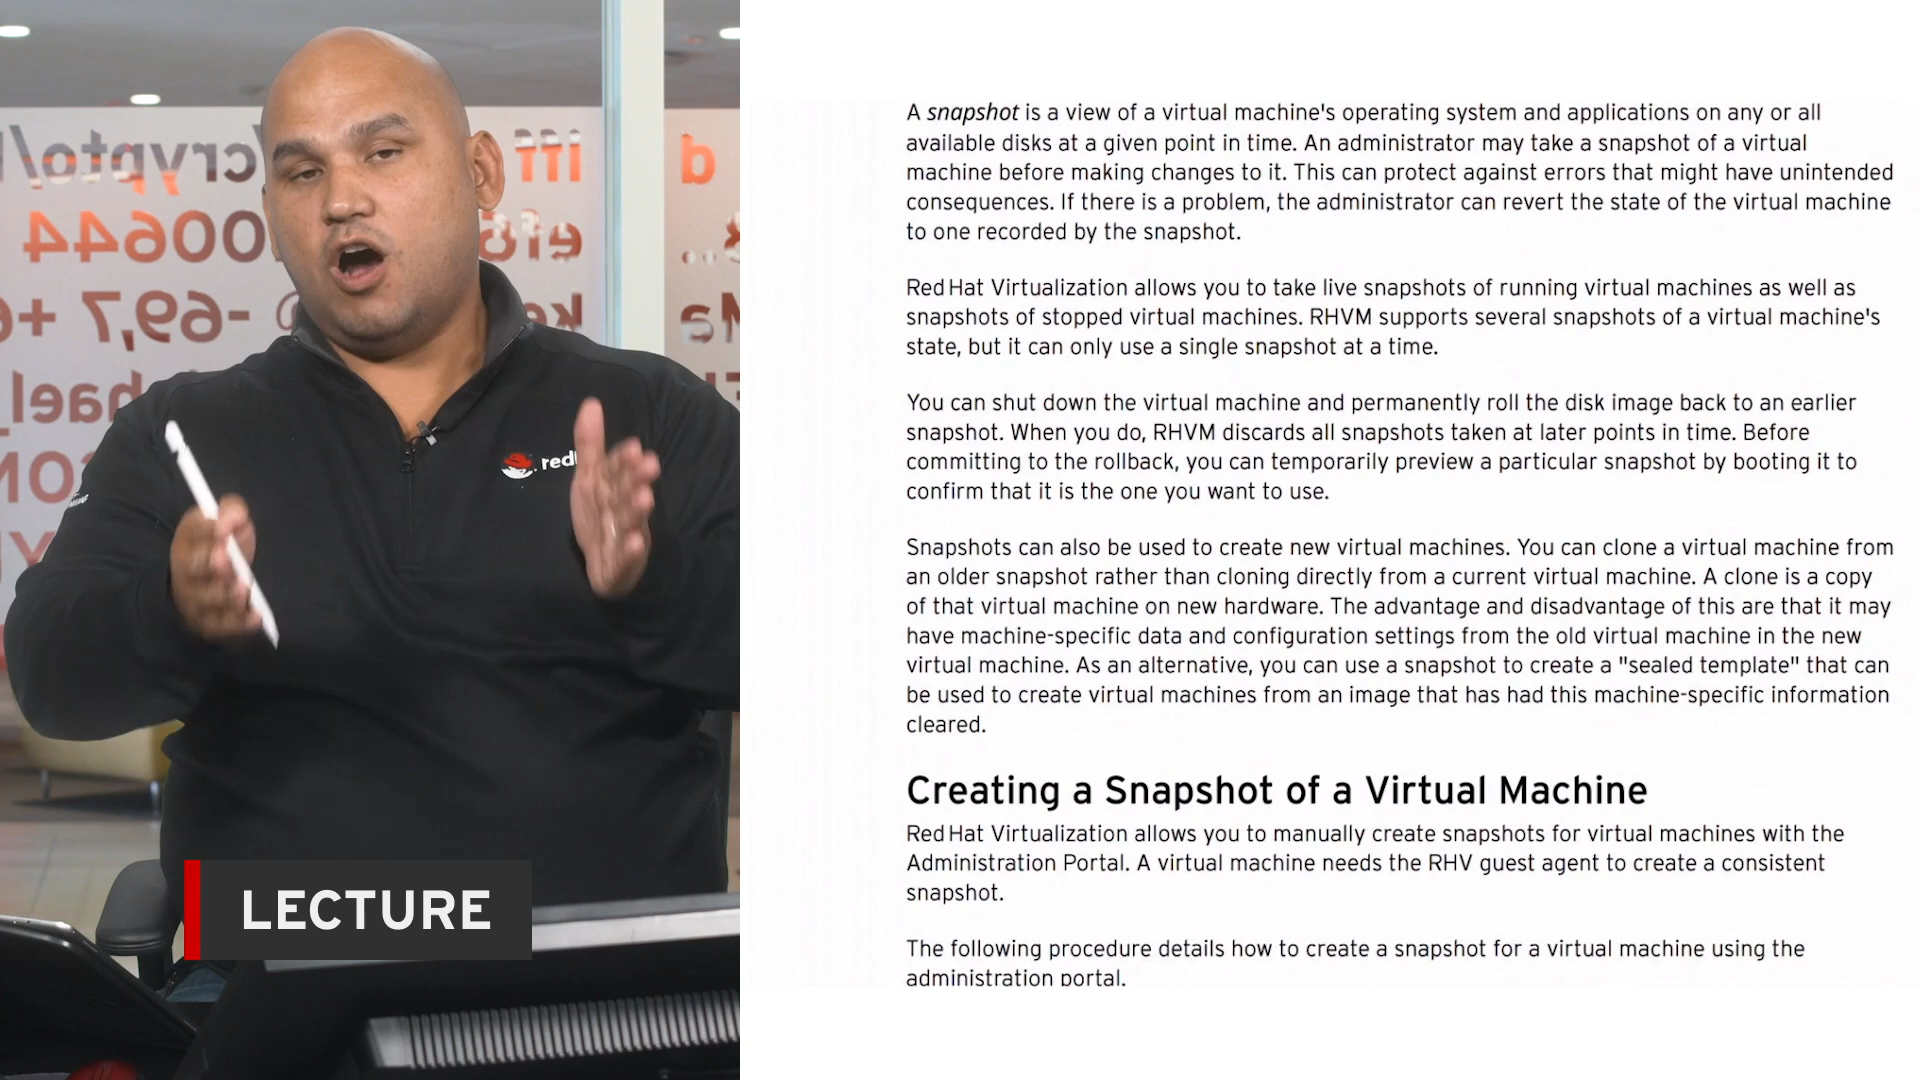 A snapshot is a view of a virtual machine's operating system and applications on any or all
available disks at a given point in time. An administrator may take a snapshot of a virtual
machine before making changes to it. This can protect against errors that might have unintended
consequences. If there is a problem, the administrator can revert the state of the virtual machine
to one recorded by the snapshot.
Red Hat Virtualization allows you to take live snapshots of running virtual machines as well as
snapshots of stopped virtual machines. RHVM supports several snapshots of a virtual machine's
state, but it can only use a single snapshot at a time.
You can shut down the virtual machine and permanently roll the disk image back to an earlier
snapshot. When you do, RHVM discards all snapshots taken at later points in time. Before
committing to the rollback, you can temporarily preview a particular snapshot by booting it to
confirm that it is the one you want to use.
Snapshots can also be used to create new virtual machines. You can clone a virtual machine from
an older snapshot rather than cloning directly from a current virtual machine. A clone is a copy
of that virtual machine on new hardware. The advantage and disadvantage of this are that it may
have machine-specific data and configuration settings from the old virtual machine in the new
virtual machine. As an alternative, you can use a snapshot to create a "sealed template" that can
be used to create virtual machines from an image that has had this machine-specific information
cleared.
Creating a Snapshot of a Virtual Machine
Red Hat Virtualization allows you to manually create snapshots for virtual machines with the
Administration Portal. A virtual machine needs the RHV guest agent to create a consistent
snapshot.
The following procedure details how to create a snapshot for a virtual machine using the
administration portal.
LECTURE
red
crypto/
00644
-69,7 +6